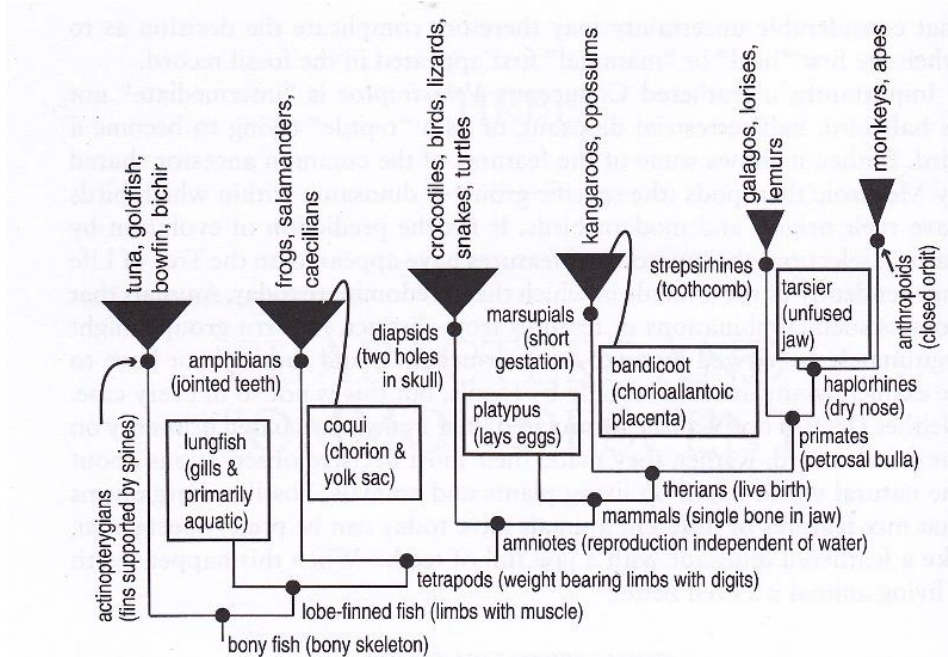 tuna, goldfish,
bowfin, bichir
frogs, salamanders,
caecilians
crocodiles, birds, lizards,
snakes, turtles
kangaroos, opossums
galagos, lorises,
lemurs
monkeys, apes
strepsirhines
(toothcomb)
tarsier
(unfused
jaw)
anthropoids
(closed orbit)
amphibians
(jointed teeth)
diapsids
(two holes
in skull)
marsupials
(short
gestation)
bandicoot
(chorioallantoic
placenta)
haplorhines
(dry nose)
actinopterygians
(fins supported by spines)
lungfish
(gills &
primarily
aquatic)
coqui
(chorion &
yolk sac)
platypus
(lays eggs)
primates
(petrosal bulla)
therians (live birth)
mammals (single bone in jaw)
amniotes (reproduction independent of water)
tetrapods (weight bearing limbs with digits)
lobe-finned fish (limbs with muscle)
bony fish (bony skeleton)